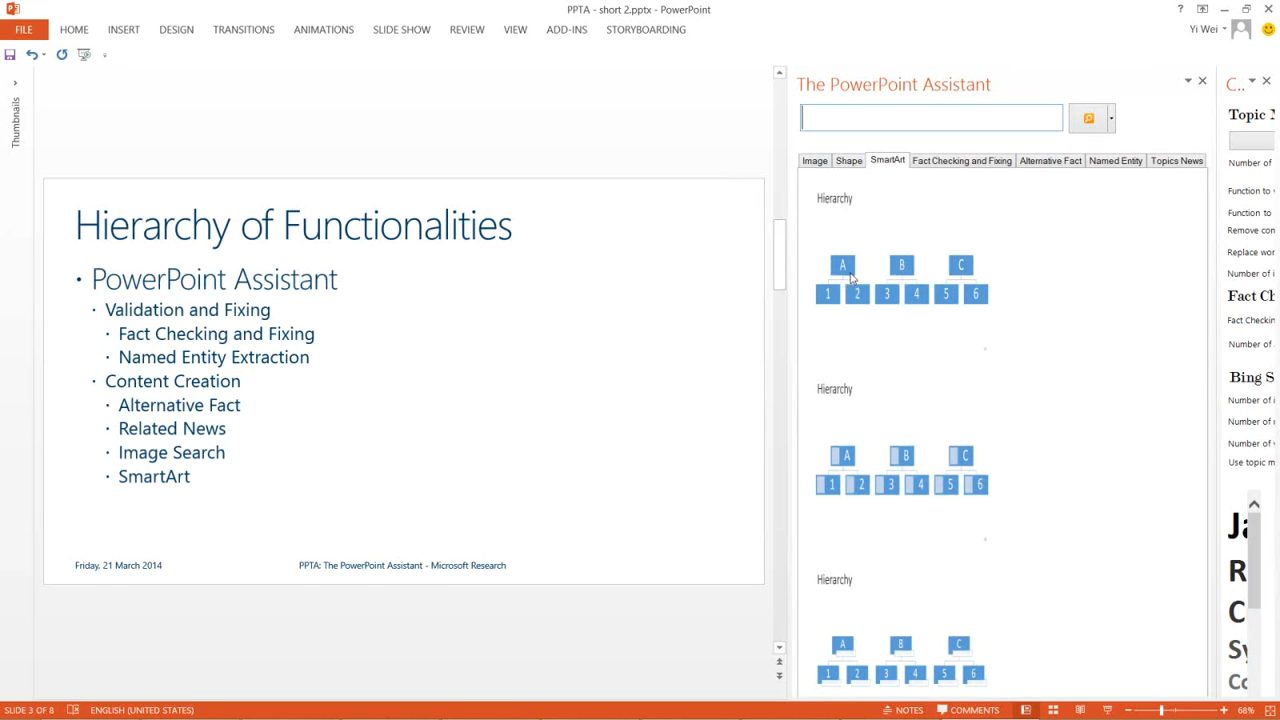 PPTA - short 2.pptx - PowerPoint
?
FILE HOME INSERT DESIGN TRANSITIONS ANIMATIONS SLIDE SHOW REVIEW VIEW ADD-INS STORYBOARDING
Yi Wei
Thumbnails
Hierarchy of Functionalities
• PowerPoint Assistant
• Validation and Fixing
• Fact Checking and Fixing
• Named Entity Extraction
• Content Creation
• Alternative Fact
• Related News
• Image Search
• SmartArt
Friday, 21 March 2014
PPTA: The PowerPoint Assistant - Microsoft Research
The PowerPoint Assistant
Image Shape SmartArt Fact Checking and Fixing Alternative Fact Named Entity Topics News
Hierarchy
A B C
1 2 3 4 5 6
Hierarchy
A B C
1 2 3 4 5 6
Hierarchy
A B C
1 2 3 4 5 6
C..
Topic
Number of
Function to
Function to
Remove con
Replace wor
Number of i
Fact C
Fact Checkin
Number of
Bing S
Number of i
Number of
Number of
Use topic m
R
C
Co
SLIDE 3 OF 8 ENGLISH (UNITED STATES) NOTES COMMENTS 68%